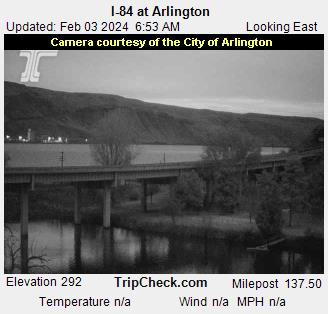 I-84 at Arlington
Updated: Feb 03 2024 6:53 AM Looking East
Camera courtesy of the City of Arlington
Elevation 292 TripCheck.com Milepost 137.50
Temperature n/a Wind n/a MPH n/a